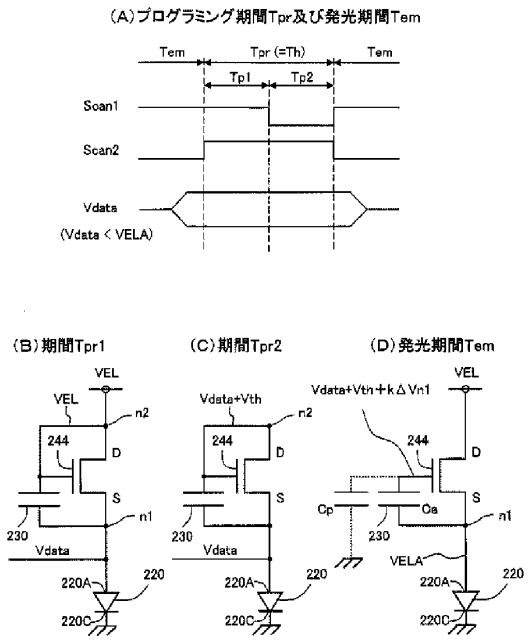 (A)プログラミング期間Tpr及び発光期間Tem
Tem Tpr (=Th) Tem
Tp1 Tp2
Scan1
Scan2
Vdata
(Vdata < VELA)
(B)期間Tpr1 (C)期間Tpr2 (D)発光期間Tem
VEL VEL
VEL n2 Vdata+Vth n2 Vdata+Vth+kΔVn1
244 D 244 D 244 D
S S S
230 n1 230 n1 Cp 230 Ca n1
Vdata Vdata VELA
220A 220 220A 220 220A 220
220C 220C 220C